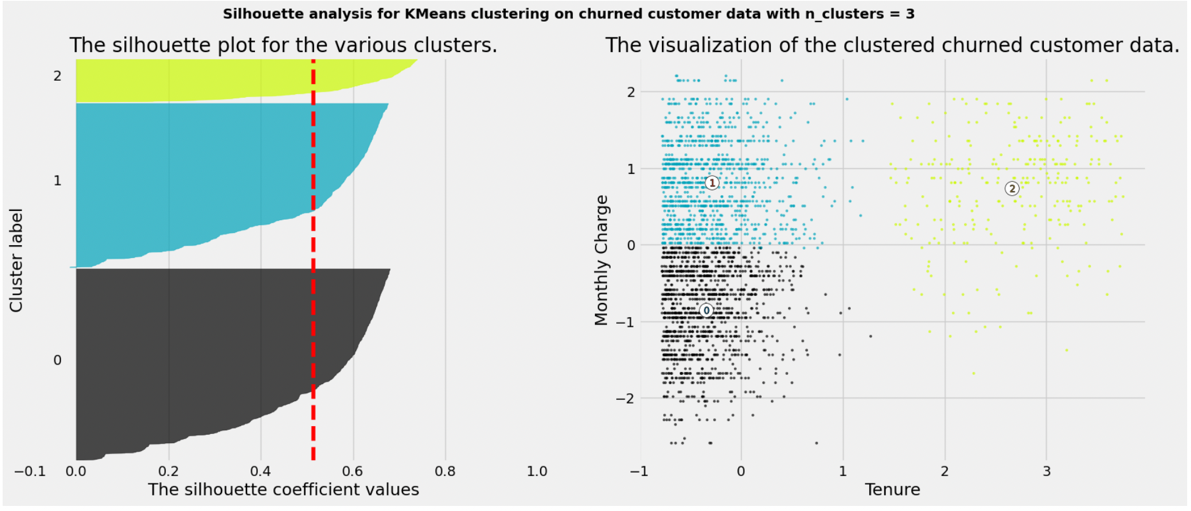 Silhouette analysis for KMeans clustering on churned customer data with n_clusters = 3
The silhouette plot for the various clusters.
Cluster label
2
1
0
−0.1 0.0 0.2 0.4 0.6 0.8 1.0
The silhouette coefficient values
The visualization of the clustered churned customer data.
Monthly Charge
2
1
0
−1
−2
1
2
0
−1 0 1 2 3
Tenure